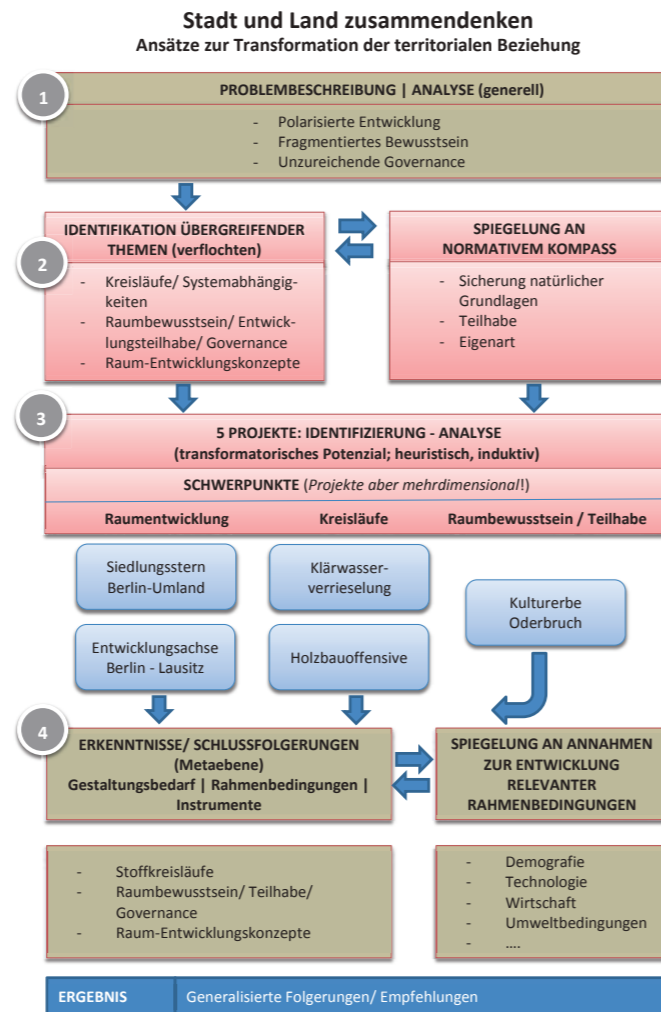 Stadt und Land zusammendenken
Ansätze zur Transformation der territorialen Beziehung
1
PROBLEMBESCHREIBUNG | ANALYSE (generell)
- Polarisierte Entwicklung
- Fragmentiertes Bewusstsein
- Unzureichende Governance
2
IDENTIFIKATION ÜBERGREIFENDER
THEMEN (verflochten)
- Kreisläufe/ Systemabhängig-
keiten
- Raumbewusstsein/ Entwick-
lungsteilhabe/ Governance
- Raum-Entwicklungskonzepte
SPIEGELUNG AN
NORMATIVEM KOMPASS
- Sicherung natürlicher
Grundlagen
- Teilhabe
- Eigenart
3
5 PROJEKTE: IDENTIFIZIERUNG - ANALYSE
(transformatorisches Potenzial; heuristisch, induktiv)
SCHWERPUNKTE (Projekte aber mehrdimensional!)
Raumentwicklung
Kreisläufe
Raumbewusstsein / Teilhabe
Siedlungsstern
Berlin-Umland
Klärwasser-
verrieselung
Kulturerbe
Oderbruch
Entwicklungsachse
Berlin - Lausitz
Holzbauoffensive
4
ERKENNTNISSE/ SCHLUSSFOLGERUNGEN
(Metaebene)
Gestaltungsbedarf | Rahmenbedingungen |
Instrumente
SPIEGELUNG AN ANNAHMEN
ZUR ENTWICKLUNG
RELEVANTER
RAHMENBEDINGUNGEN
- Stoffkreisläufe
- Raumbewusstsein/ Teilhabe/
Governance
- Raum-Entwicklungskonzepte
- Demografie
- Technologie
- Wirtschaft
- Umweltbedingungen
- ....
ERGEBNIS
Generalisierte Folgerungen/ Empfehlungen